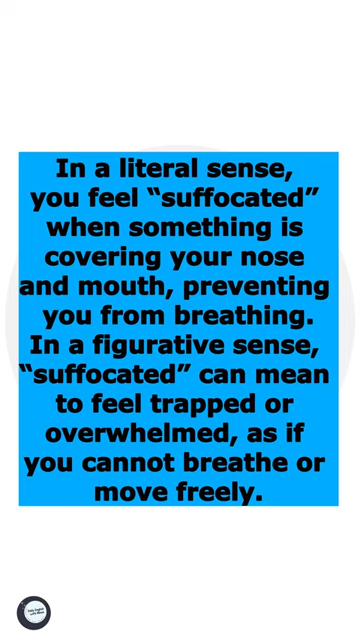 In a literal sense,
you feel “suffocated”
when something is
covering your nose
and mouth, preventing
you from breathing.
In a figurative sense,
“suffocated” can mean
to feel trapped or
overwhelmed, as if
you cannot breathe or
move freely.